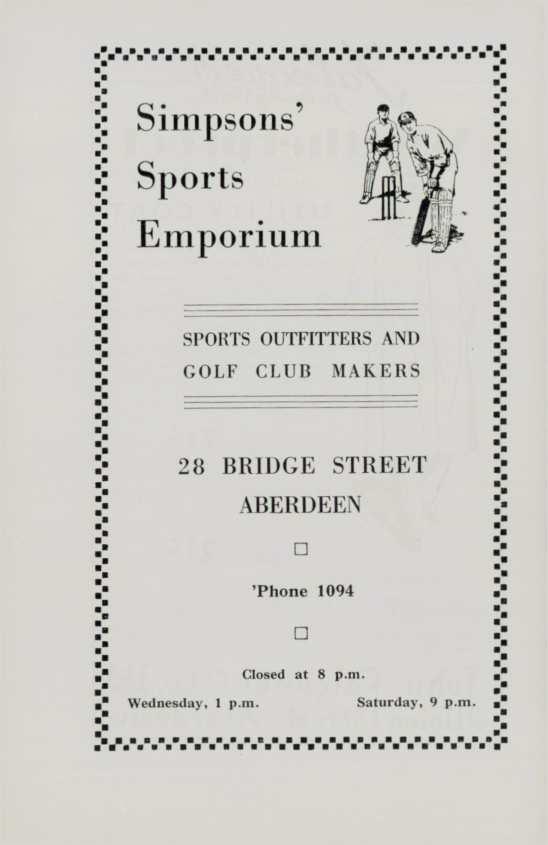 Simpsons'
Sports
Emporium
SPORTS OUTFITTERS AND
GOLF CLUB MAKERS
28 BRIDGE STREET
ABERDEEN
'Phone 1094
Closed at 8 p.m.
Wednesday, 1 p.m. Saturday, 9 p.m.